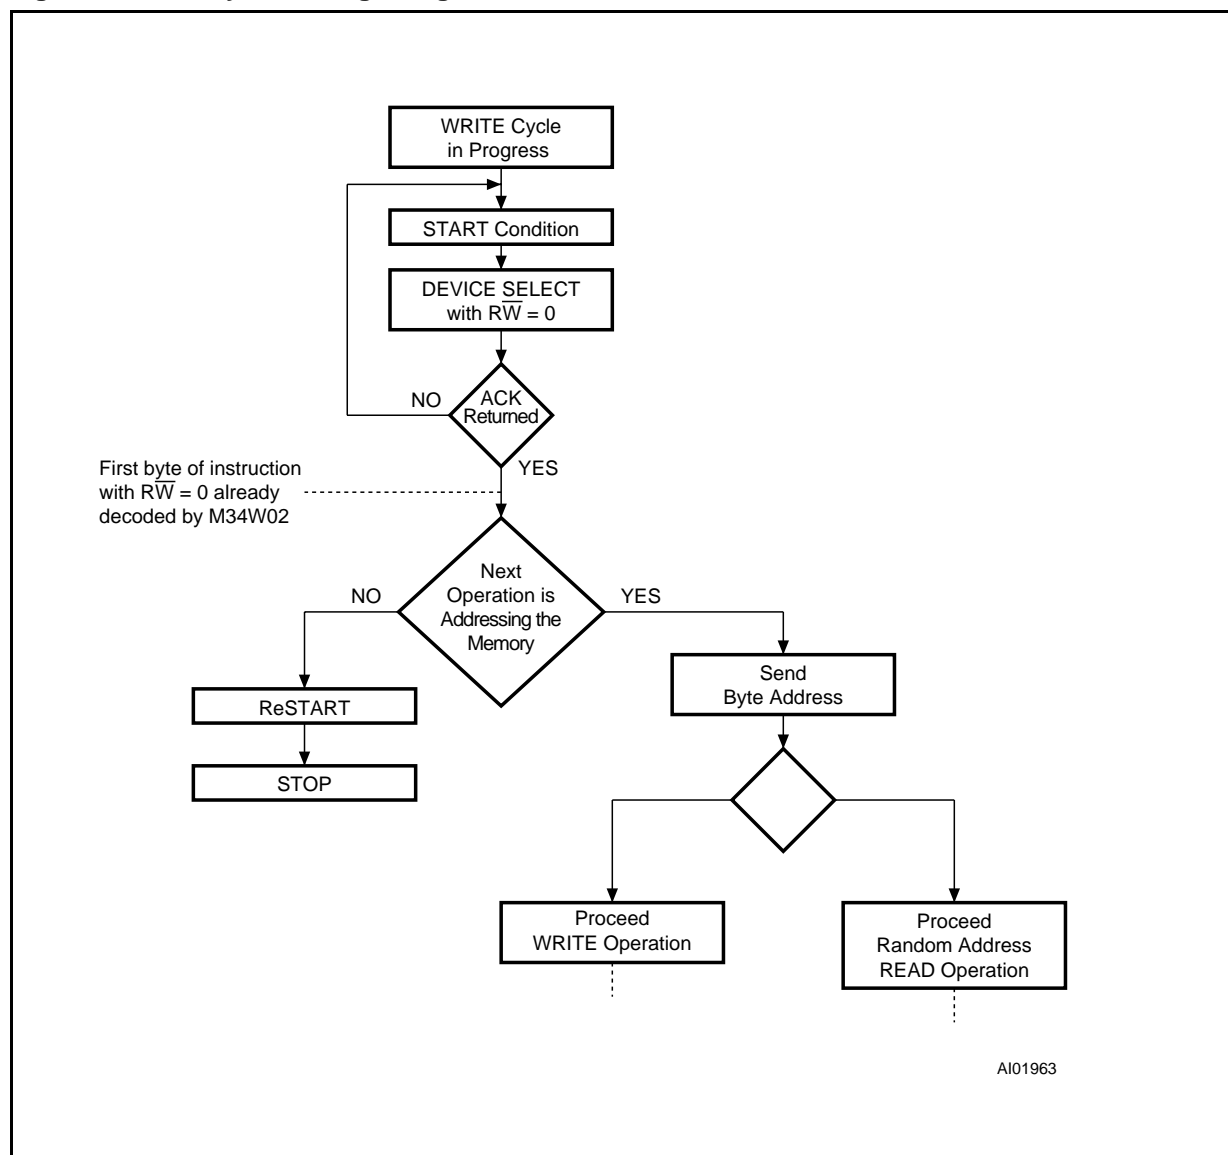 WRITE Cycle
in Progress
START Condition
DEVICE SELECT
with RW̅ = 0
NO
ACK
Returned
YES
First byte of instruction
with RW̅ = 0 already
decoded by M34W02
NO
Next
Operation is
Addressing the
Memory
YES
Send
Byte Address
ReSTART
STOP
Proceed
WRITE Operation
Proceed
Random Address
READ Operation
AI01963